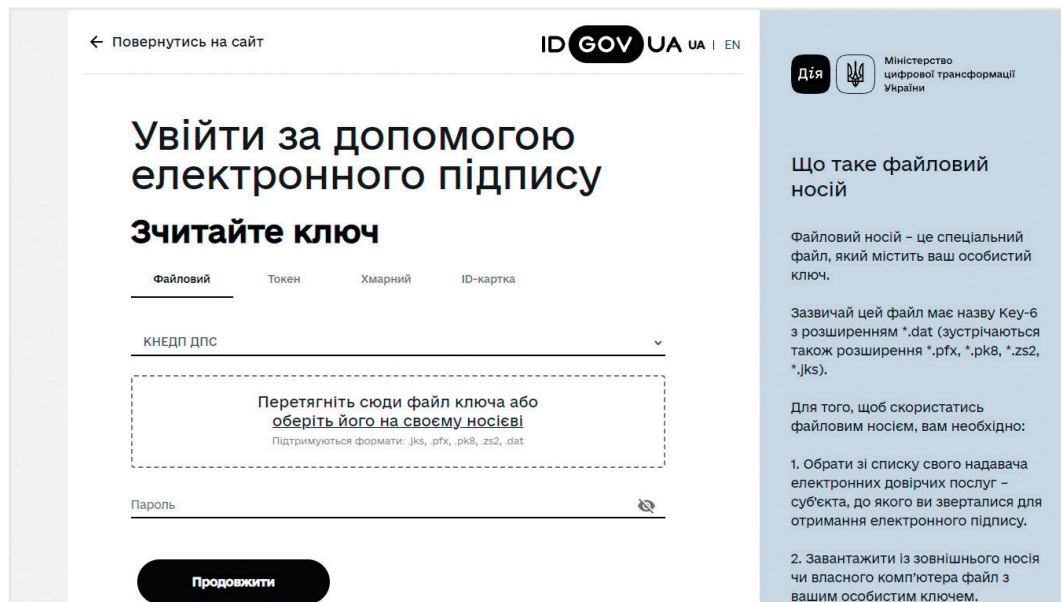 ← Повернутись на сайт
ID GOV UA UA | EN
Увійти за допомогою
електронного підпису
Зчитайте ключ
Файловий Токен Хмарний ID-картка
КНЕДП ДПС
Перетягніть сюди файл ключа або
оберіть його на своєму носієві
Підтримуються формати: .jks, .pfx, .pk8, .zs2, .dat
Пароль
Продовжити
Дія
Міністерство
цифрової трансформації
України
Що таке файловий
носій
Файловий носій – це спеціальний
файл, який містить ваш особистий
ключ.
Зазвичай цей файл має назву Key-6
з розширенням *.dat (зустрічаються
також розширення *.pfx, *.pk8, *.zs2,
*.jks).
Для того, щоб скористатись
файловим носієм, вам необхідно:
1. Обрати зі списку свого надавача
електронних довірчих послуг –
суб'єкта, до якого ви зверталися для
отримання електронного підпису.
2. Завантажити із зовнішнього носія
чи власного комп'ютера файл з
вашим особистим ключем.